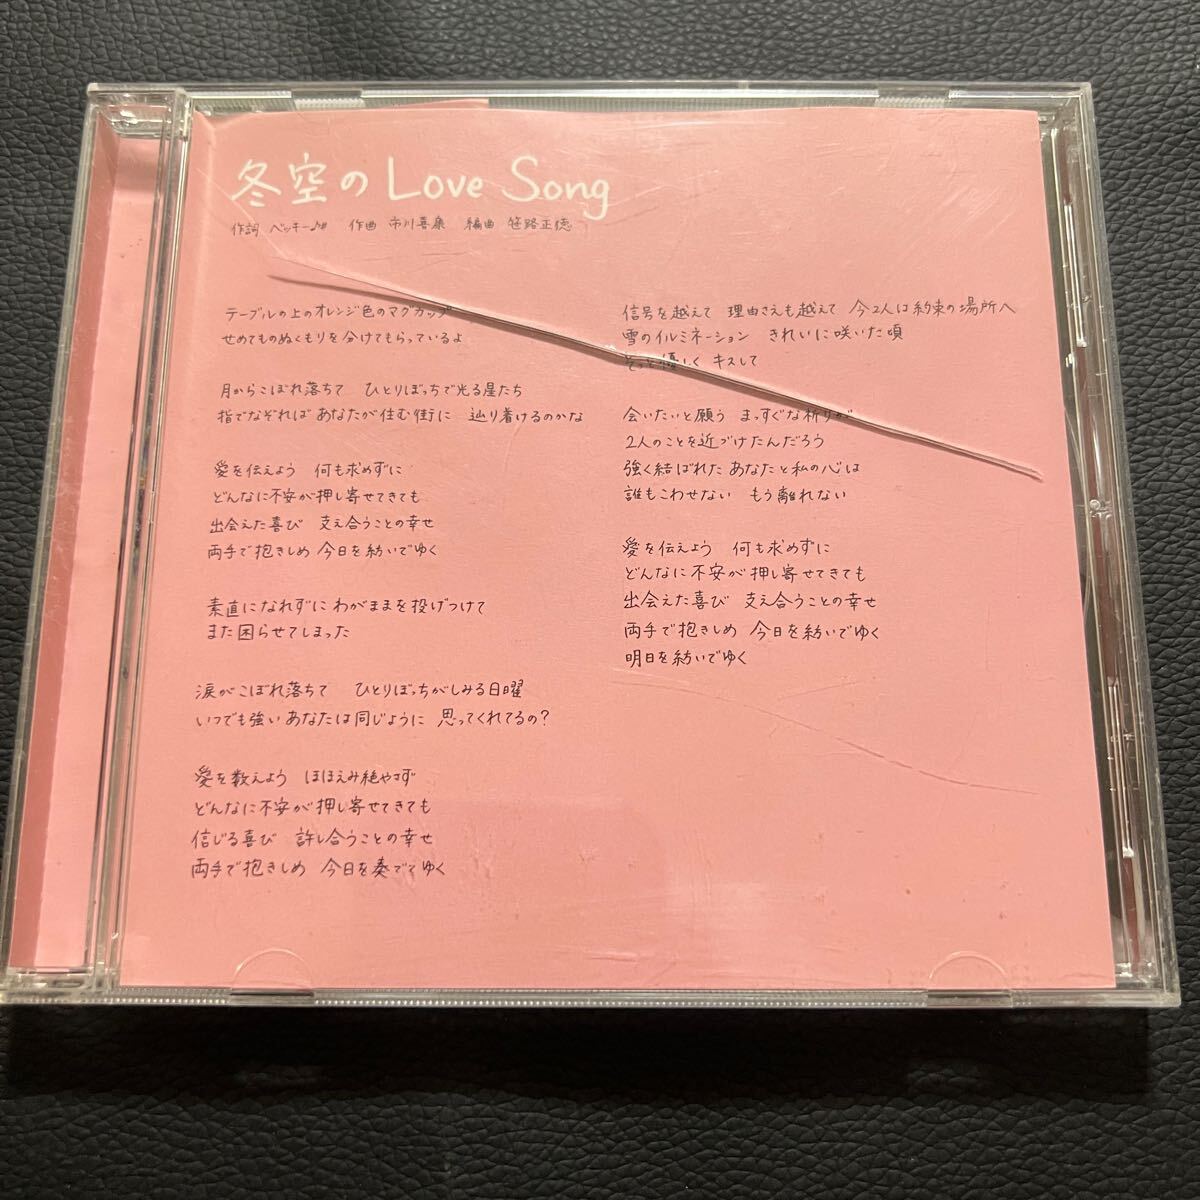 冬空の Love Song
作詞 ベッキー♪# 作曲 市川喜康 編曲 笹路正徳
テーブルの上のオレンジ色のマグカップ
せめてものぬくもりを分けてもらっているよ
月からこぼれ落ちて ひとりぼっちで光る星たち
指でなぞれば あなたが住む街に 辿り着けるのかな
愛を伝えよう 何も求めずに
どんなに不安が押し寄せてきても
出会えた喜び 支え合うことの幸せ
両手で抱きしめ 今日を紡いでゆく
素直になれずに わがままを投げつけて
また困らせてしまった
涙がこぼれ落ちて ひとりぼっちがしみる日曜
いつでも強い あなたは同じように 思ってくれてるの?
愛を数えよう ほほえみ絶やさず
どんなに不安が押し寄せてきても
信じる喜び 許し合うことの幸せ
両手で抱きしめ 今日を奏でてゆく
信号を越えて 理由さえも越えて 今2人は約束の場所へ
雪のイルミネーション きれいに咲いた頃
そっと優しく キスして
会いたいと願う まっすぐな祈りが
2人のことを近づけたんだろう
強く結ばれた あなたと私の心は
誰もこわせない もう離れない
愛を伝えよう 何も求めずに
どんなに不安が押し寄せてきても
出会えた喜び 支え合うことの幸せ
両手で抱きしめ 今日を紡いでゆく
明日を紡いでゆく